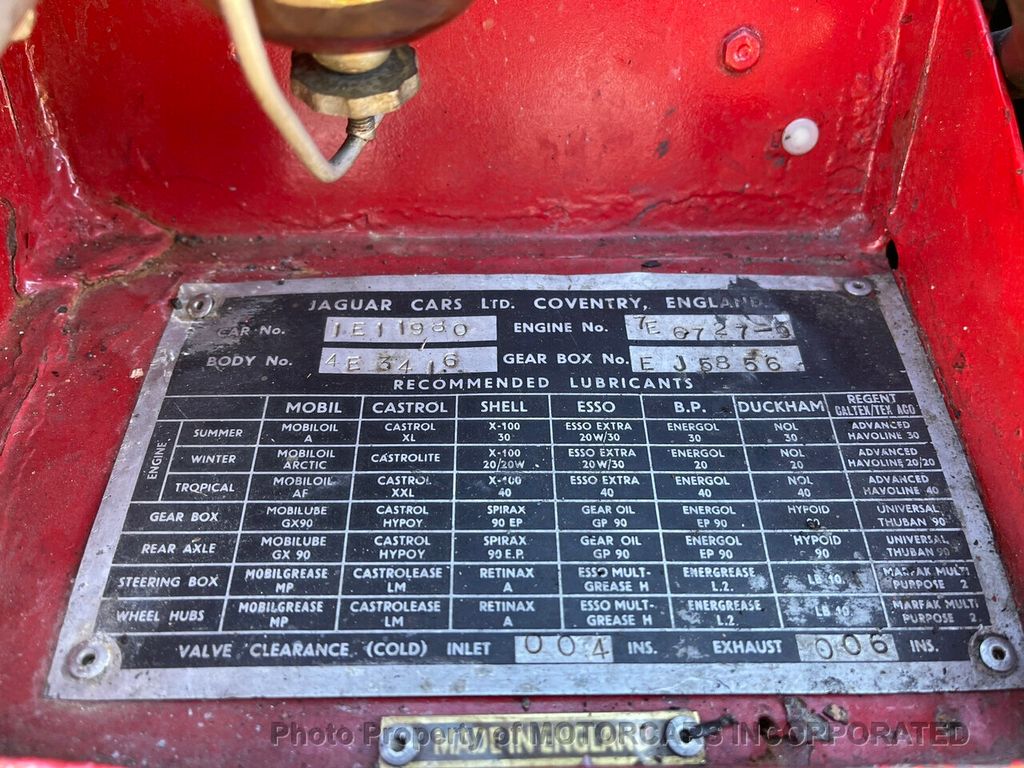 JAGUAR CARS LTD. COVENTRY, ENGLAND.
CAR No. 1E11980 ENGINE No. 7E 6727-9
BODY No. 4E 3416 GEAR BOX No. EJ5856
RECOMMENDED LUBRICANTS
MOBIL CASTROL SHELL ESSO B.P. DUCKHAM REGENT CALTEX/TEXACO
ENGINE
SUMMER MOBILOIL A CASTROL XL X-100 30 ESSO EXTRA 20W/30 ENERGOL 30 NOL 30 ADVANCED HAVOLINE 30
WINTER MOBILOIL ARCTIC CASTROLITE X-100 20/20W ESSO EXTRA 20W/30 ENERGOL 20 NOL 20 ADVANCED HAVOLINE 20/20
TROPICAL MOBILOIL AF CASTROL XXL X-100 40 ESSO EXTRA 40 ENERGOL 40 NOL 40 ADVANCED HAVOLINE 40
GEAR BOX MOBILUBE GX90 CASTROL HYPOY SPIRAX 90 EP GEAR OIL GP 90 ENERGOL EP 90 HYPOID UNIVERSAL THUBAN 90
REAR AXLE MOBILUBE GX 90 CASTROL HYPOY SPIRAX 90 E.P. GEAR OIL GP 90 ENERGOL EP 90 HYPOID 90 UNIVERSAL THUBAN 90
STEERING BOX MOBILGREASE MP CASTROLEASE LM RETINAX A ESSO MULT-GREASE H ENERGREASE L.2. LB 10. MARFAK MULTI PURPOSE 2
WHEEL HUBS MOBILGREASE MP CASTROLEASE LM RETINAX A ESSO MULT-GREASE H ENERGREASE L.2. LB 10. MARFAK MULTI PURPOSE 2
VALVE CLEARANCE (COLD) INLET 004 INS. EXHAUST 006 INS.
Photo Property of MOTORCARS INCORPORATED